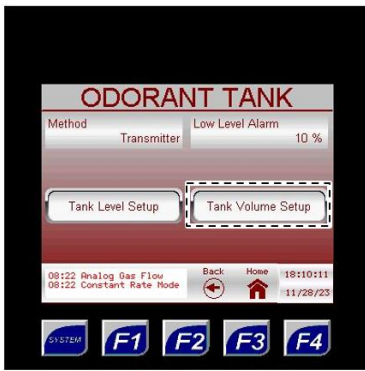 ODORANT TANK
Method
Transmitter
Low Level Alarm
10 %
Tank Level Setup
Tank Volume Setup
08:22 Analog Gas Flow
08:22 Constant Rate Mode
Back
Home
18:10:11
11/28/23
SYSTEM
F1
F2
F3
F4